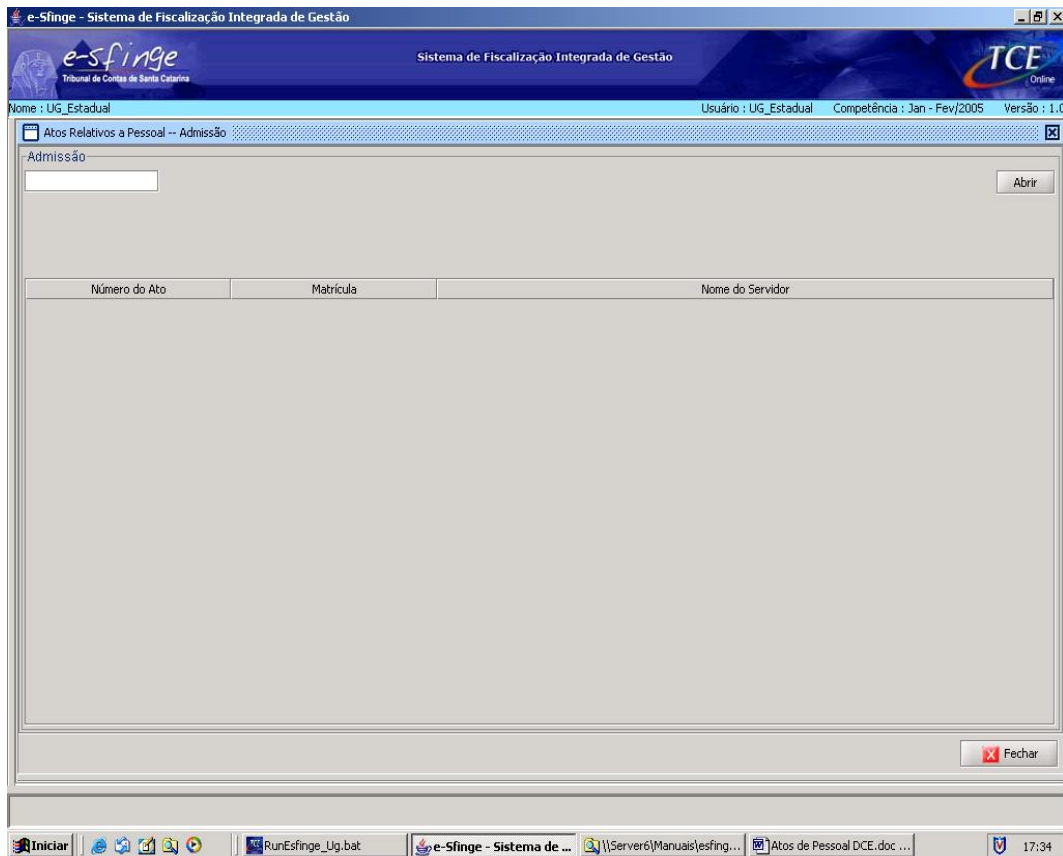 e-Sfinge - Sistema de Fiscalização Integrada de Gestão
e-sfinge
Tribunal de Contas de Santa Catarina
Sistema de Fiscalização Integrada de Gestão
TCE
Online
Nome : UG_Estadual Usuário : UG_Estadual Competência : Jan - Fev/2005 Versão : 1.0
Atos Relativos a Pessoal -- Admissão
Admissão
Abrir
Número do Ato Matrícula Nome do Servidor
Fechar
Iniciar RunEsfinge_Ug.bat e-Sfinge - Sistema de ... \\Server6\Manuais\esfing... Atos de Pessoal DCE.doc ... 17:34